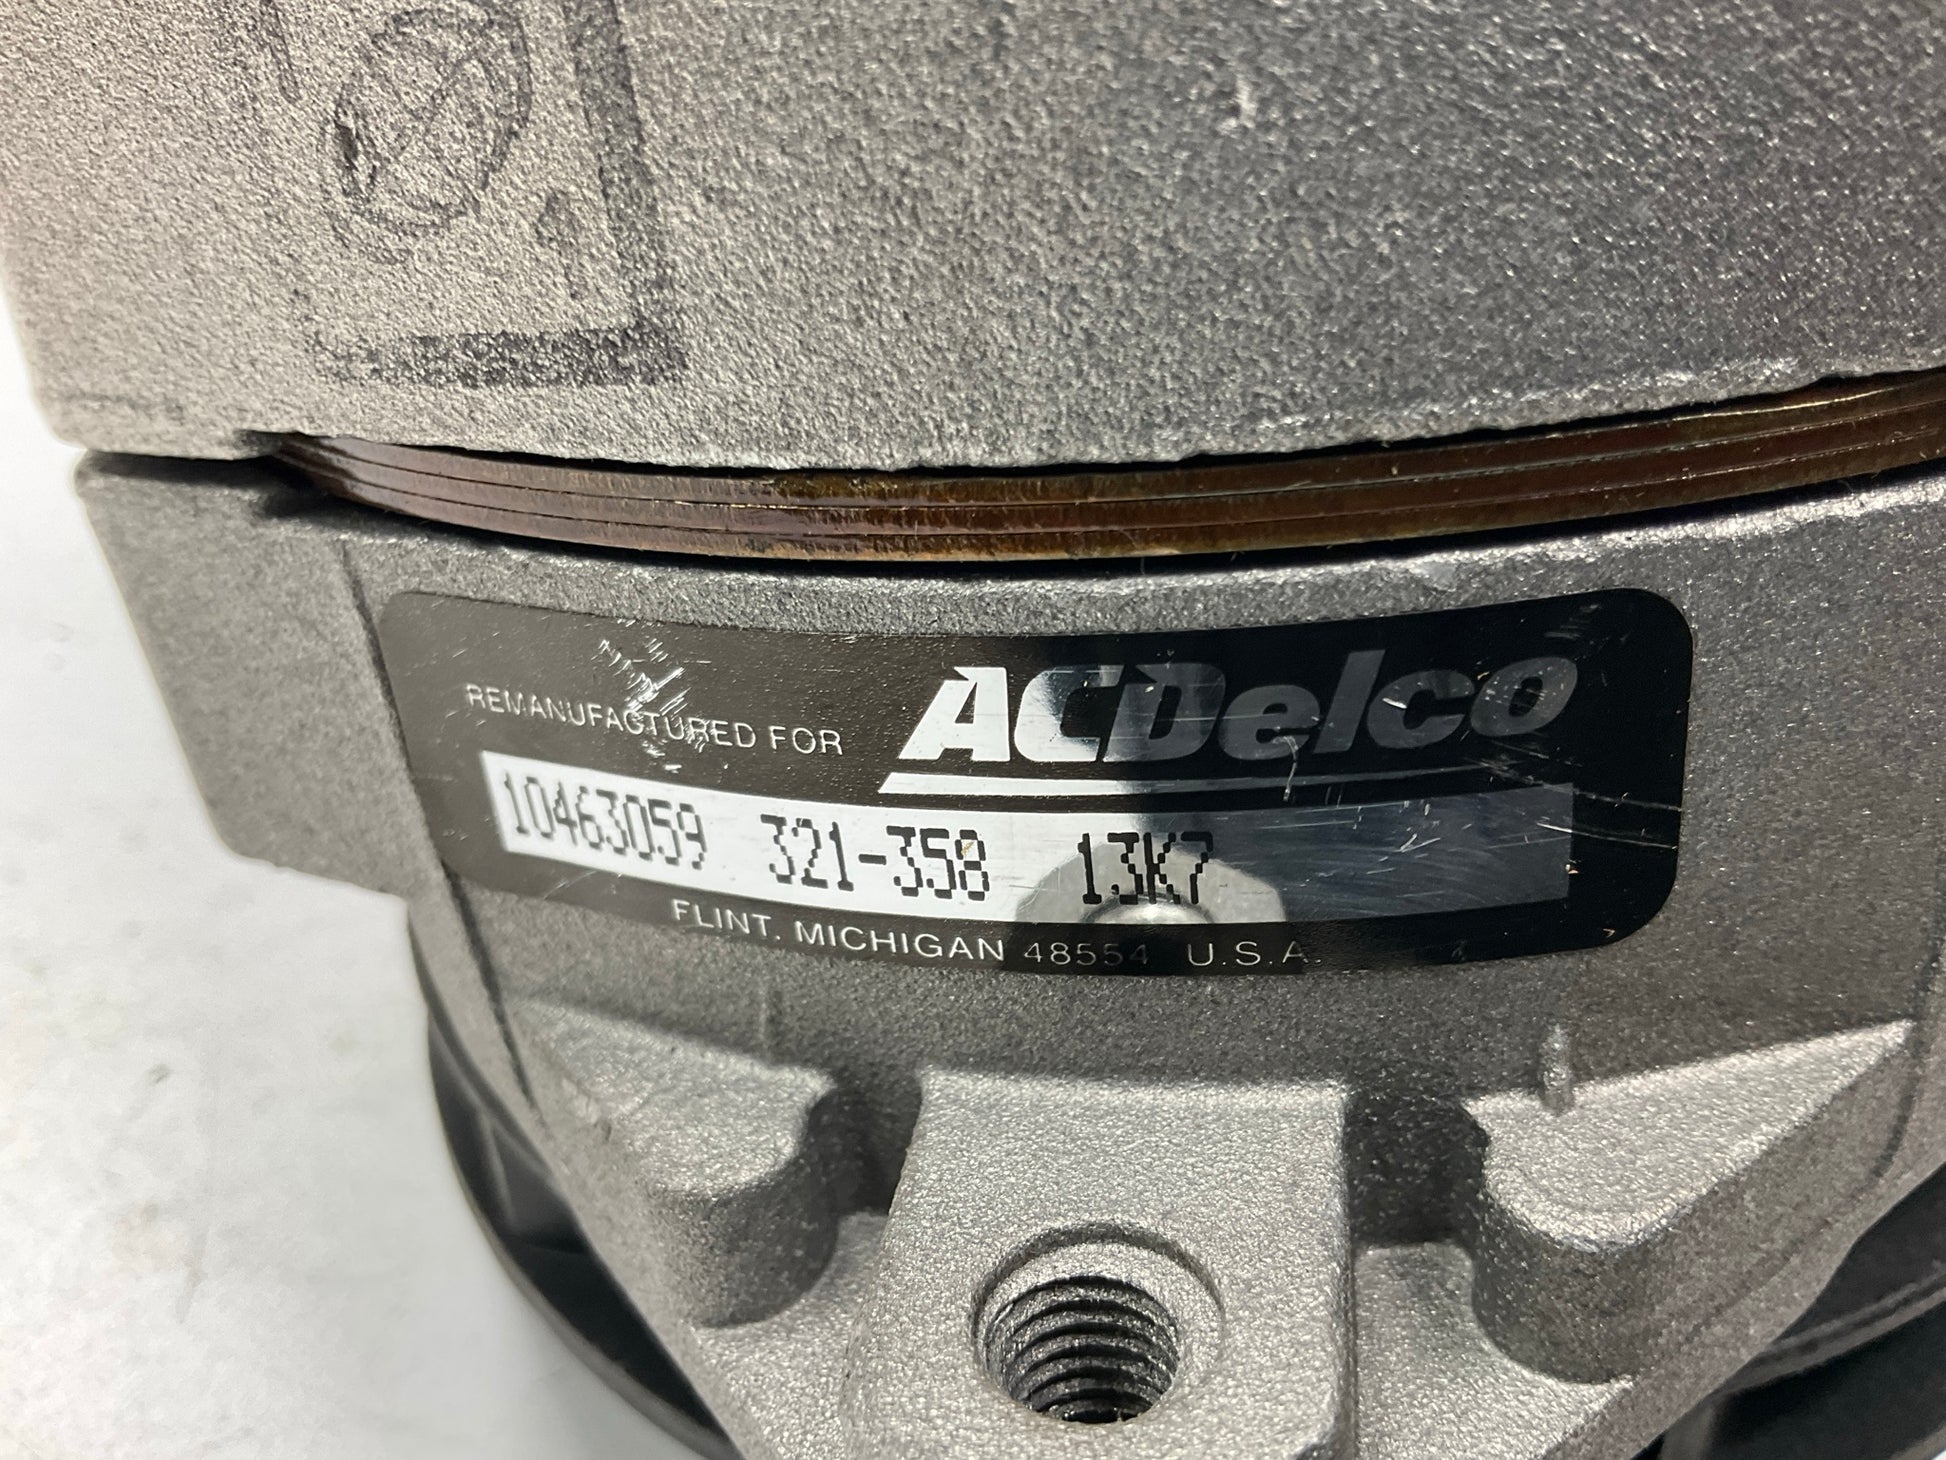 REMANUFACTURED FOR ACDelco
10463059 321-358 13K7
FLINT, MICHIGAN 48554 U.S.A.